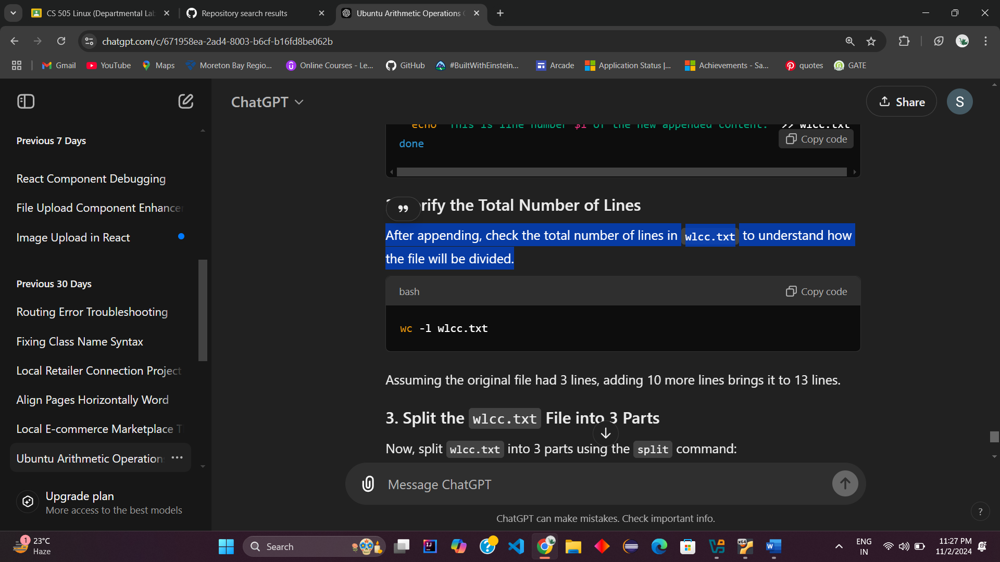 CS 505 Linux (Departmental Lab
Repository search results
Ubuntu Arithmetic Operations
chatgpt.com/c/671958ea-2ad4-8003-b6cf-b16fd8be062b
Gmail
YouTube
Maps
Moreton Bay Regio...
Online Courses - Le...
GitHub
#BuiltWithEinstein...
Arcade
Application Status |...
Achievements - Sa...
quotes
GATE
ChatGPT
Share
S
Previous 7 Days
React Component Debugging
File Upload Component Enhancer
Image Upload in React
Previous 30 Days
Routing Error Troubleshooting
Fixing Class Name Syntax
Local Retailer Connection Project
Align Pages Horizontally Word
Local E-commerce Marketplace T
Ubuntu Arithmetic Operation
Upgrade plan
More access to the best models
echo "This is line number $i of the new appended content." >> wlcc.txt
Copy code
done
rify the Total Number of Lines
After appending, check the total number of lines in wlcc.txt to understand how
the file will be divided.
bash
Copy code
wc -l wlcc.txt
Assuming the original file had 3 lines, adding 10 more lines brings it to 13 lines.
3. Split the wlcc.txt File into 3 Parts
Now, split wlcc.txt into 3 parts using the split command:
Message ChatGPT
ChatGPT can make mistakes. Check important info.
?
1
23°C
Haze
Search
ENG
IN
11:27 PM
11/2/2024